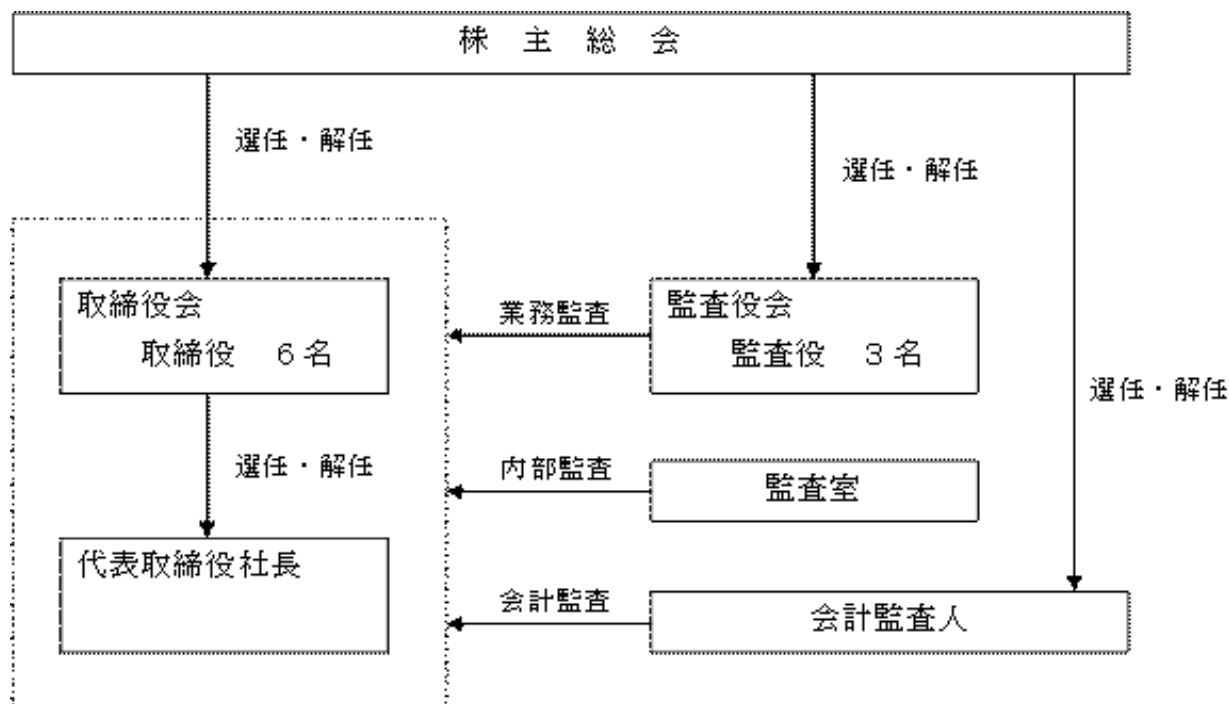 株　主　総　会
選任・解任
選任・解任
取締役会
取締役　６名
業務監査
監査役会
監査役　３名
選任・解任
選任・解任
内部監査
監査室
代表取締役社長
会計監査
会計監査人